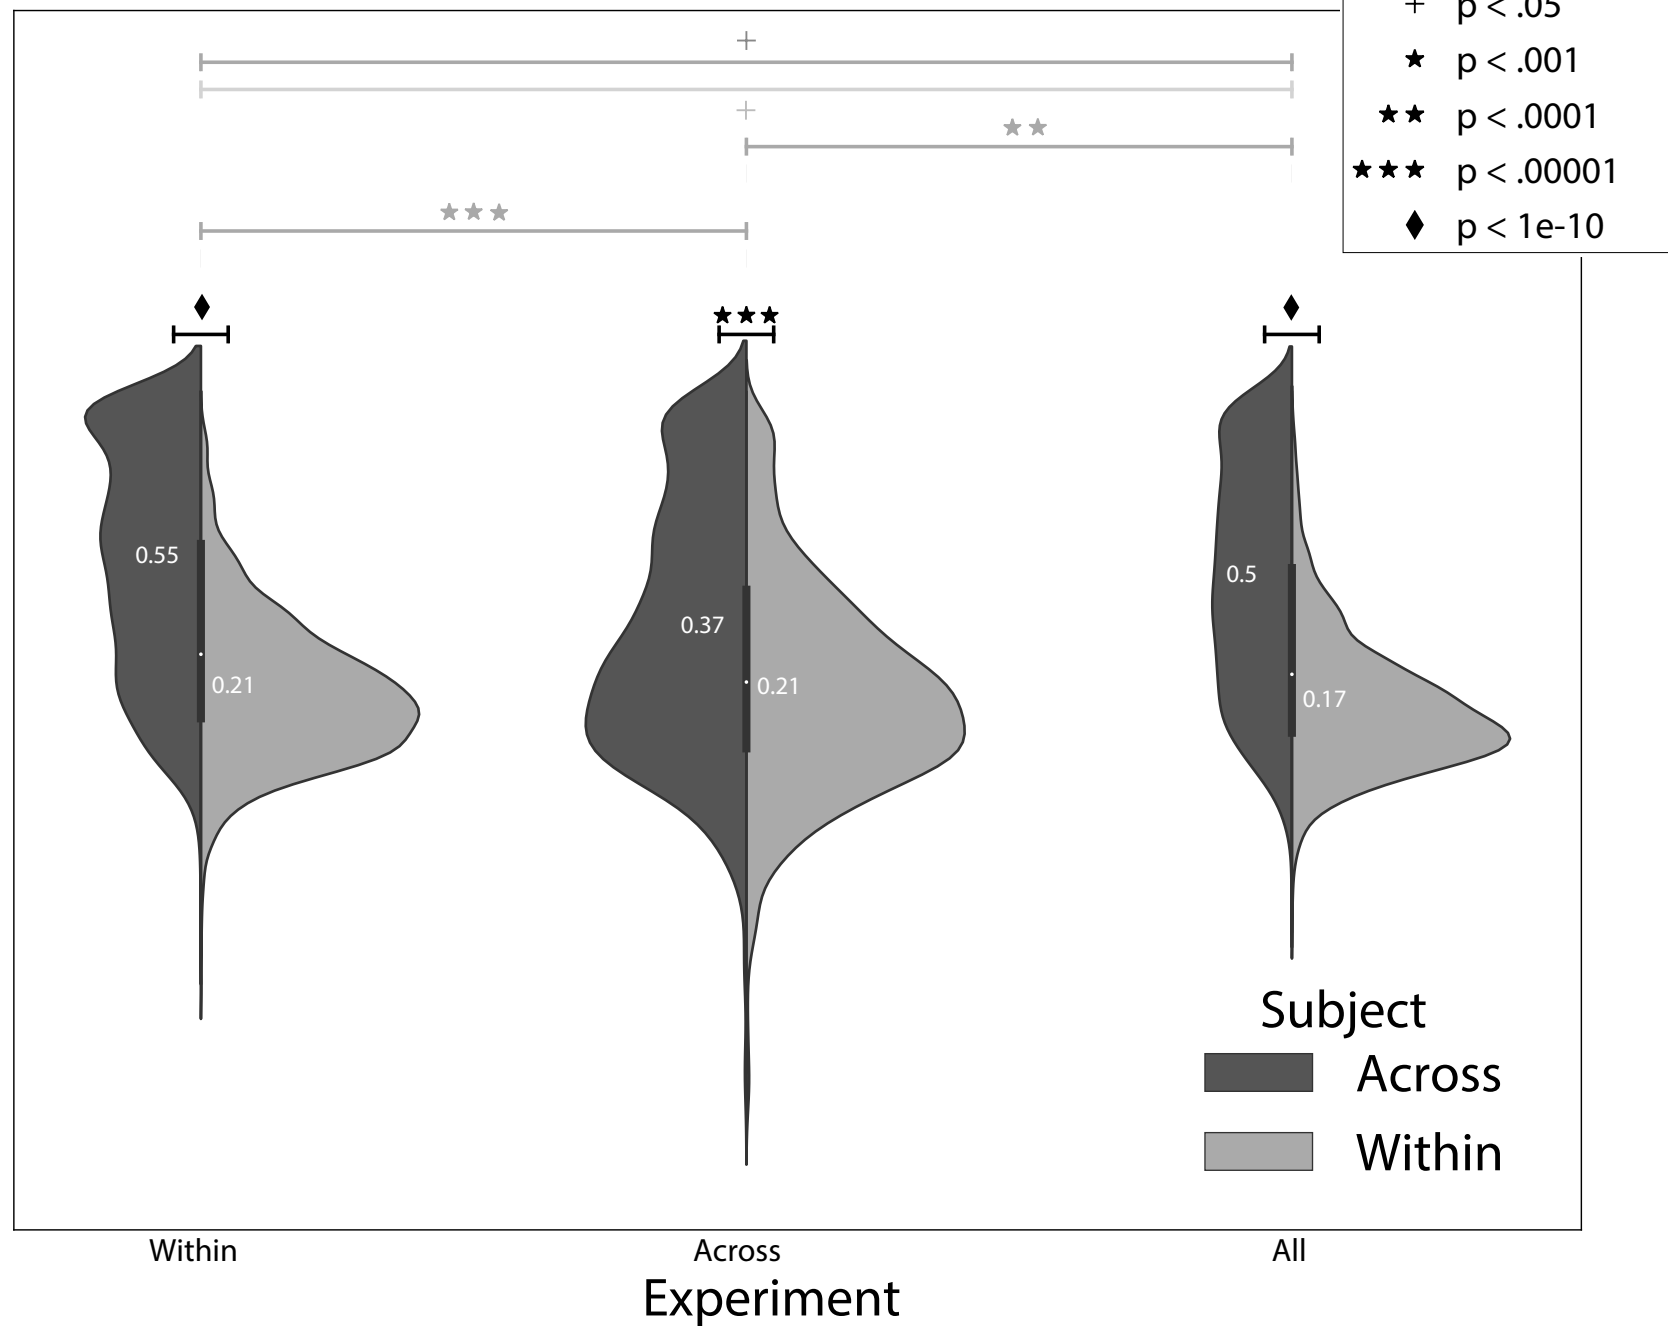 + p < .05
+
★ p < .001
+
★★
★★ p < .0001
★★★ p < .00001
★★★
♦ p < 1e-10
♦ ★★★ ♦
0.55
0.5
0.37
0.21
0.21
0.17
Subject
Across
Within
Within Across All
Experiment